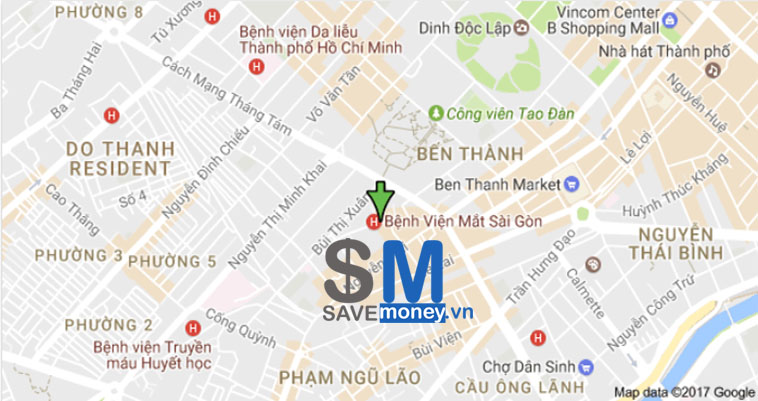 PHƯỜNG 8
Tú Xương
Bệnh viện Da liễu
Thành phố Hồ Chí Minh
Dinh Độc Lập
Vincom Center
B Shopping Mall
Nhà hát Thành phố
Ba Tháng Hai
Cách Mạng Tháng Tám
Võ Văn Tần
Nguyễn Huệ
Công viên Tao Đàn
DO THANH
RESIDENT
Nguyễn Đình Chiểu
BẾN THÀNH
Lê Lợi
Số 4
Cao Thắng
Nguyễn Thị Minh Khai
Bùi Thị Xuân
Ben Thanh Market
Huỳnh Thúc Kháng
Bệnh Viện Mắt Sài Gòn
NGUYỄN
THÁI BÌNH
PHƯỜNG 3
PHƯỜNG 5
$M
SAVEmoney.vn
Trần Hưng Đạo
Calmette
Nguyễn Công Trứ
PHƯỜNG 2
Cống Quỳnh
Bùi Viện
Bệnh viện Truyền
máu Huyết học
Chợ Dân Sinh
PHẠM NGŨ LÃO
CẦU ÔNG LÃNH
Map data ©2017 Google